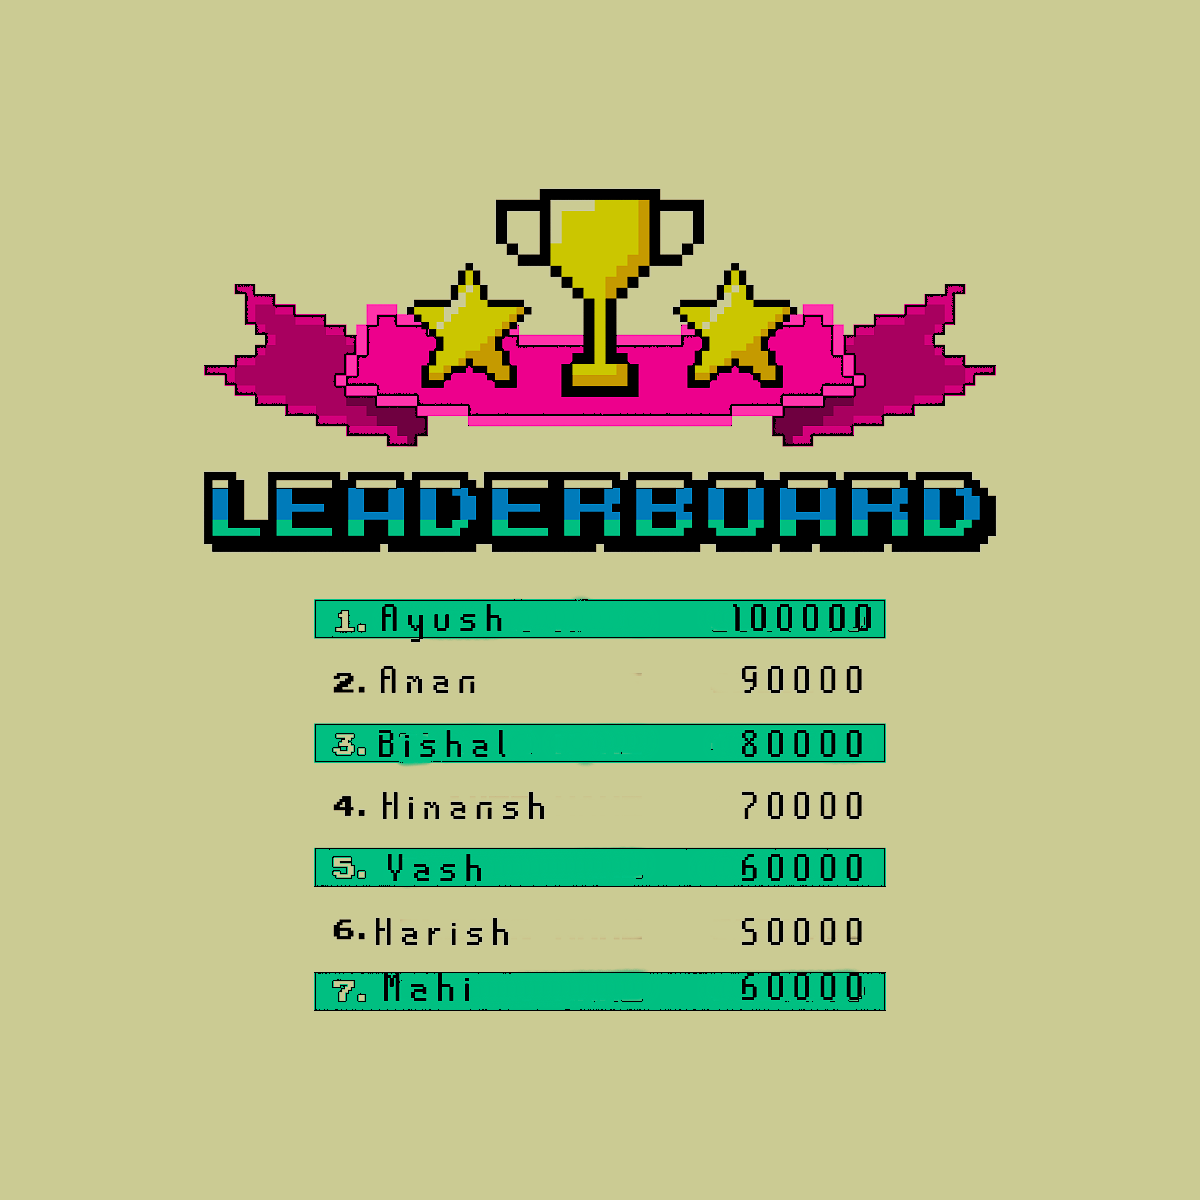 LEADERBOARD
1. Ayush 100000
2. Aman 90000
3. Bishal 80000
4. Himansh 70000
5. Yash 60000
6. Harish 50000
7. Mahi 60000